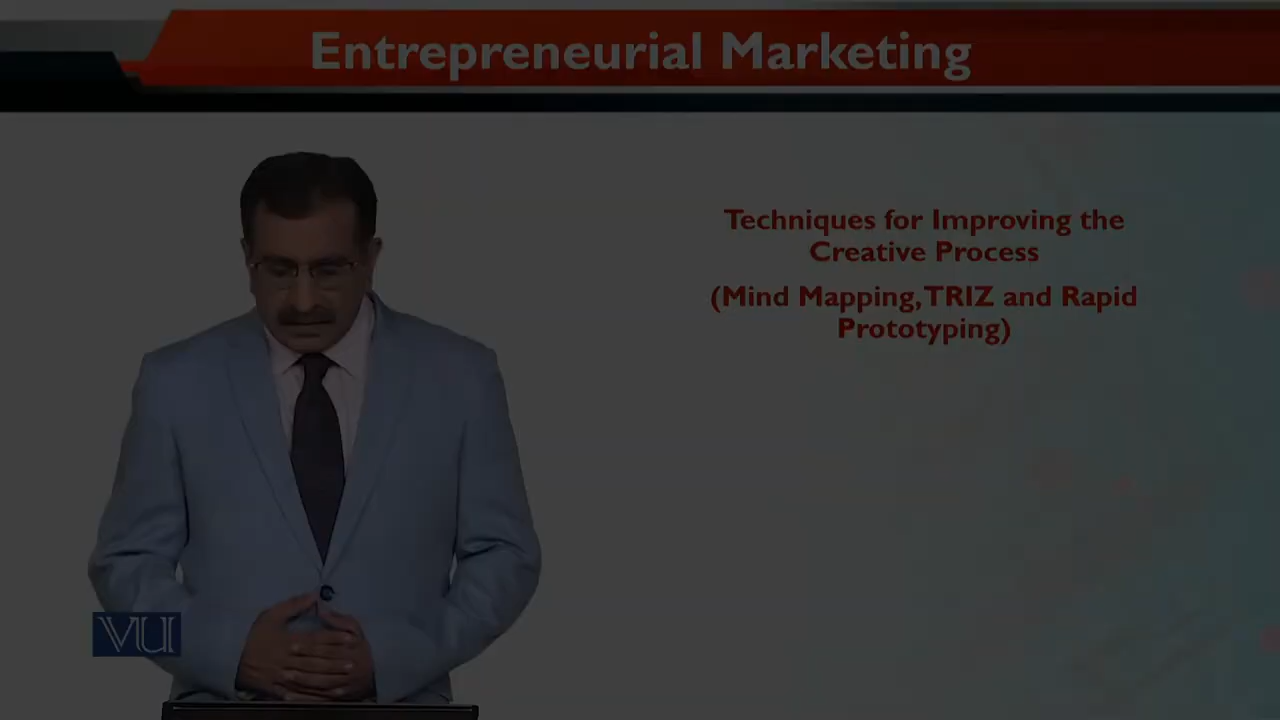 Entrepreneurial Marketing
Techniques for Improving the
Creative Process
(Mind Mapping, TRIZ and Rapid
Prototyping)
VU